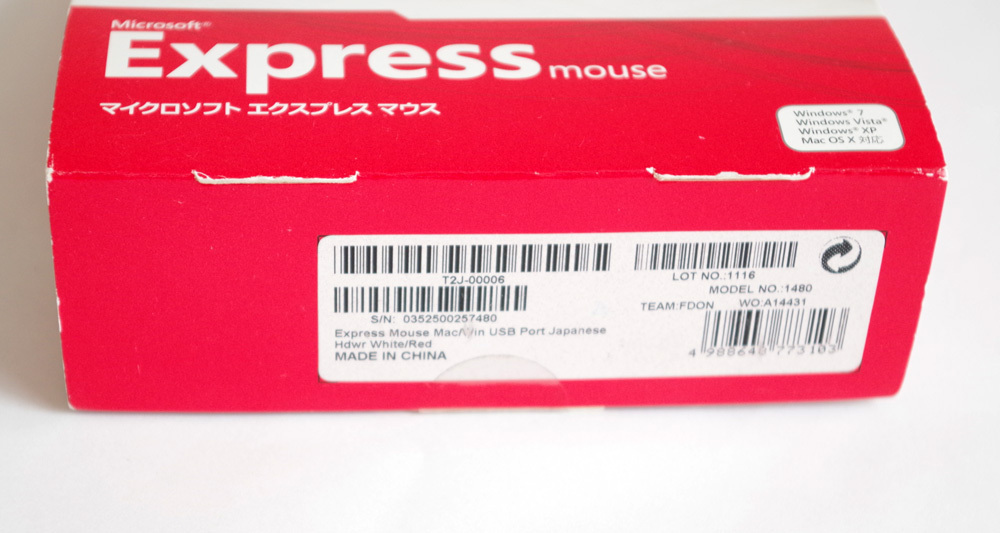 Microsoft®
Express mouse
マイクロソフト エクスプレス マウス
Windows® 7
Windows Vista®
Windows® XP
Mac OS X 対応
T2J-00006
S/N: 0352500257480
Express Mouse Mac/Win USB Port Japanese
Hdwr White/Red
MADE IN CHINA
LOT NO.:1116
MODEL NO.:1480
TEAM:FDON WO:A14431
4 988648 773103